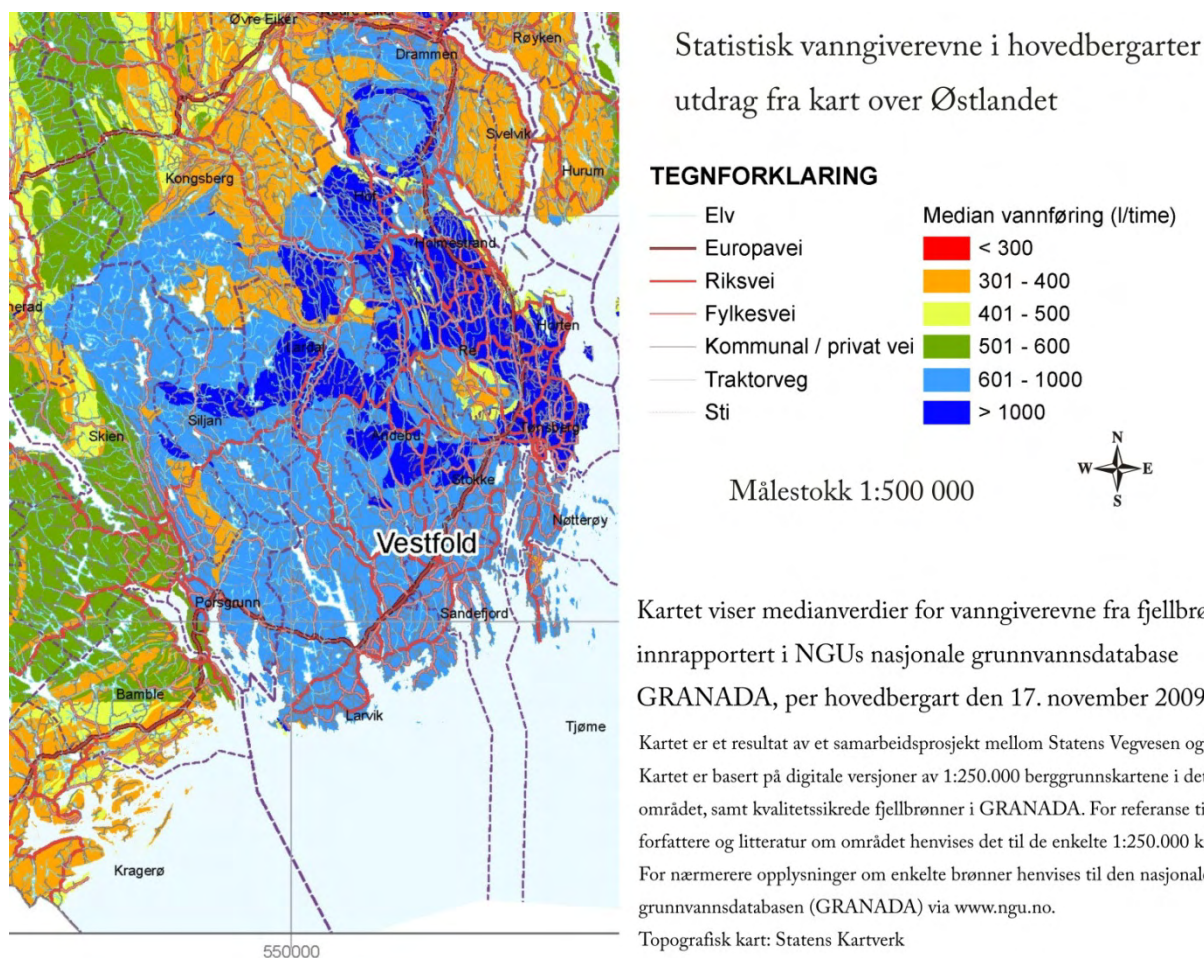 Øvre Eiker
Røyken
Drammen
Svelvik
Kongsberg
Hurum
Hof
Holmestrand
Horten
Re
Lardal
Siljan
Skien
Andebu
Tønsberg
Stokke
Nøtterøy
Vestfold
Porsgrunn
Sandefjord
Bamble
Larvik
Tjøme
Kragerø
550000
Statistisk vanngiverevne i hovedbergarter
utdrag fra kart over Østlandet
TEGNFORKLARING
Elv
Europavei
Riksvei
Fylkesvei
Kommunal / privat vei
Traktorveg
Sti
Median vannføring (l/time)
< 300
301 - 400
401 - 500
501 - 600
601 - 1000
> 1000
N
W E
S
Målestokk 1:500 000
Kartet viser medianverdier for vanngiverevne fra fjellbrø
innrapportert i NGUs nasjonale grunnvannsdatabase
GRANADA, per hovedbergart den 17. november 2009
Kartet er et resultat av et samarbeidsprosjekt mellom Statens Vegvesen og
Kartet er basert på digitale versjoner av 1:250.000 berggrunnskartene i det
området, samt kvalitetssikrede fjellbrønner i GRANADA. For referanse ti
forfattere og litteratur om området henvises det til de enkelte 1:250.000 k
For nærmerere opplysninger om enkelte brønner henvises til den nasjonale
grunnvannsdatabasen (GRANADA) via www.ngu.no.
Topografisk kart: Statens Kartverk